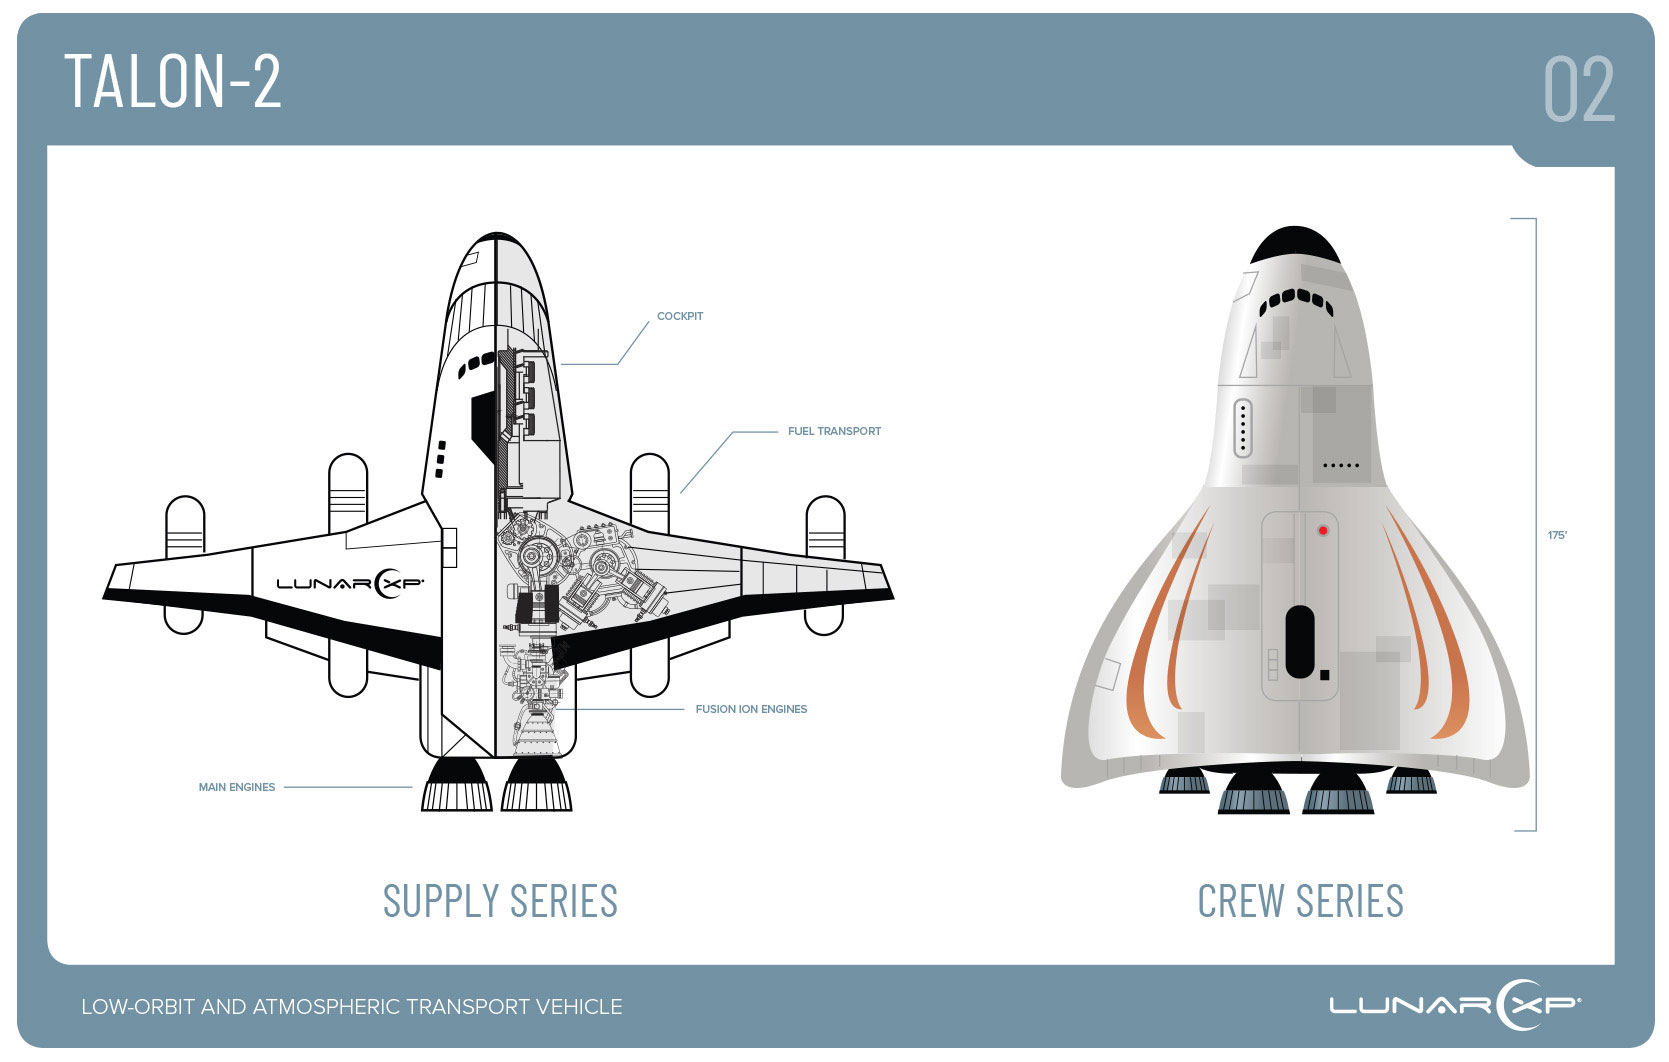 TALON-2
02
COCKPIT
FUEL TRANSPORT
LUNAR XP
175'
FUSION ION ENGINES
MAIN ENGINES
SUPPLY SERIES
CREW SERIES
LOW-ORBIT AND ATMOSPHERIC TRANSPORT VEHICLE
LUNAR XP